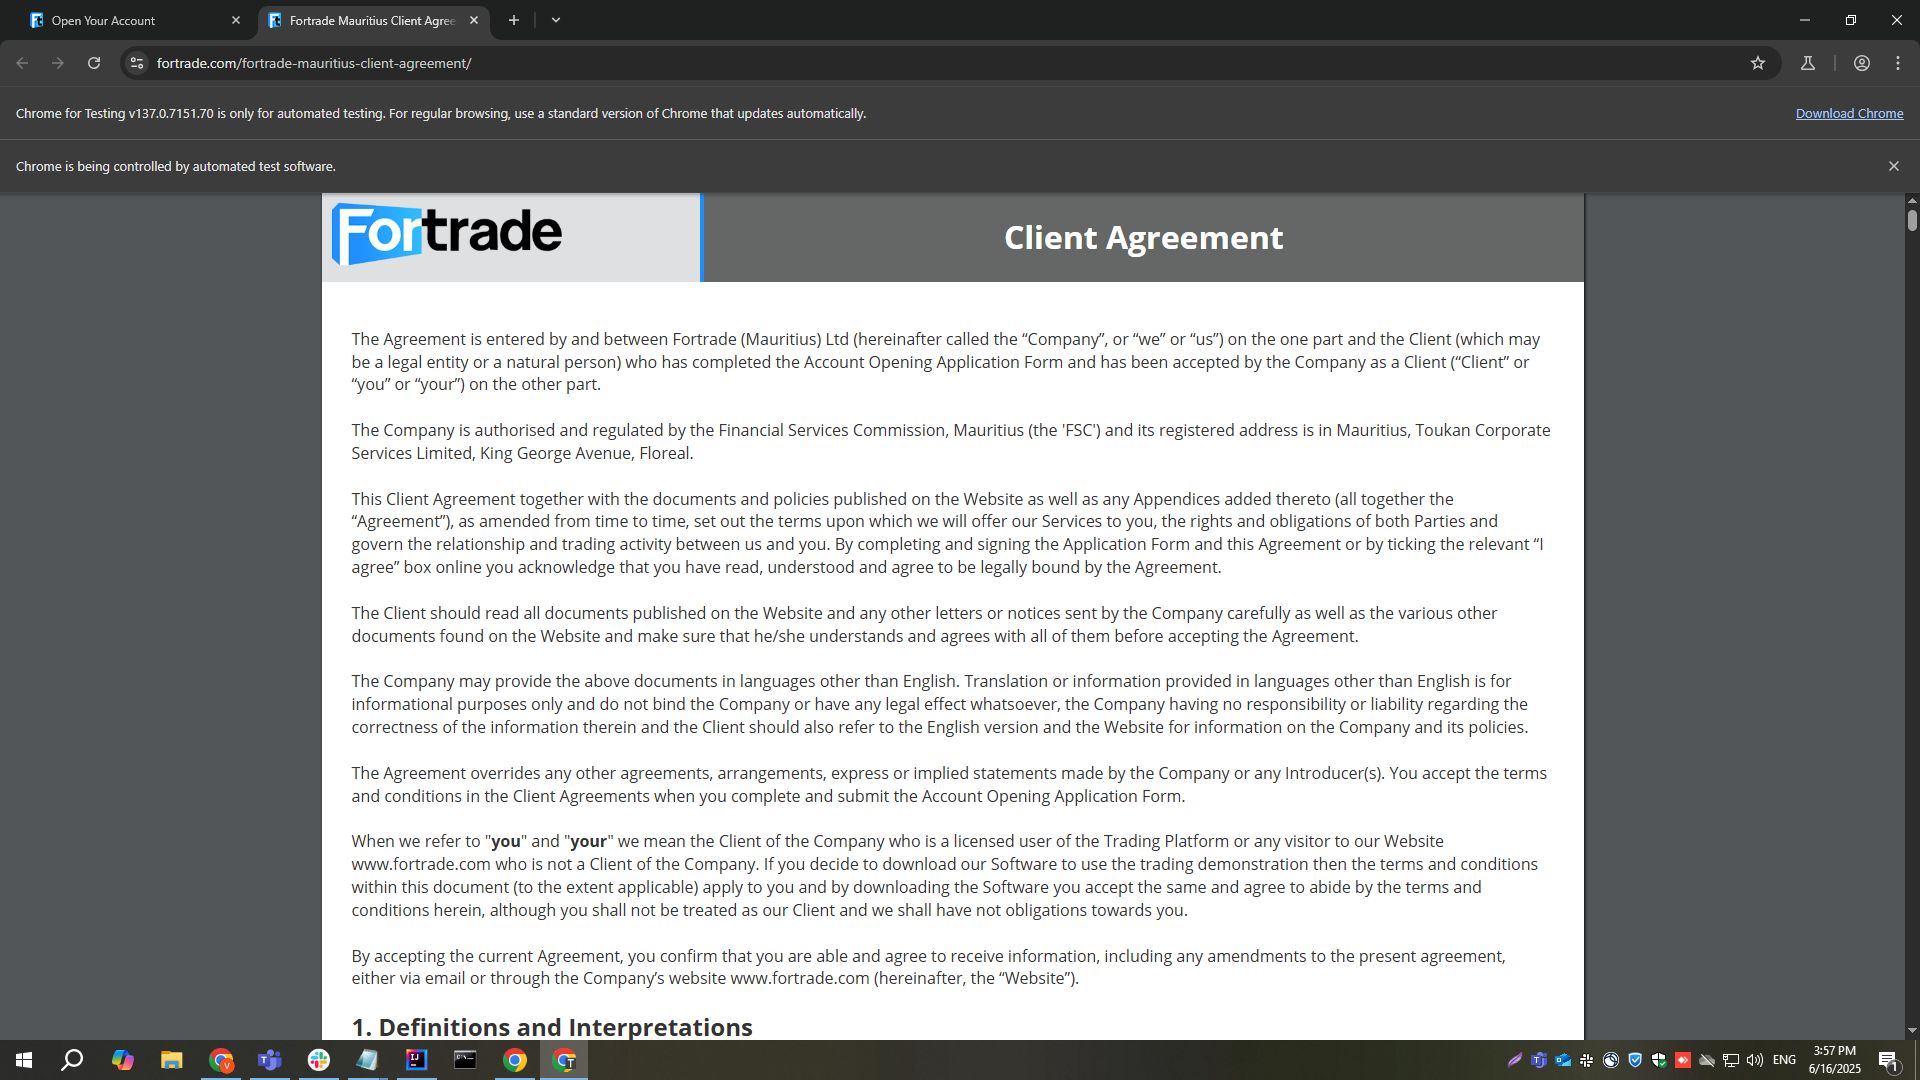 Open Your Account
Fortrade Mauritius Client Agree
fortrade.com/fortrade-mauritius-client-agreement/
Chrome for Testing v137.0.7151.70 is only for automated testing. For regular browsing, use a standard version of Chrome that updates automatically.
Download Chrome
Chrome is being controlled by automated test software.
Fortrade
Client Agreement
The Agreement is entered by and between Fortrade (Mauritius) Ltd (hereinafter called the “Company”, or “we” or “us”) on the one part and the Client (which may
be a legal entity or a natural person) who has completed the Account Opening Application Form and has been accepted by the Company as a Client (“Client” or
“you” or “your”) on the other part.
The Company is authorised and regulated by the Financial Services Commission, Mauritius (the 'FSC') and its registered address is in Mauritius, Toukan Corporate
Services Limited, King George Avenue, Floreal.
This Client Agreement together with the documents and policies published on the Website as well as any Appendices added thereto (all together the
“Agreement”), as amended from time to time, set out the terms upon which we will offer our Services to you, the rights and obligations of both Parties and
govern the relationship and trading activity between us and you. By completing and signing the Application Form and this Agreement or by ticking the relevant “I
agree” box online you acknowledge that you have read, understood and agree to be legally bound by the Agreement.
The Client should read all documents published on the Website and any other letters or notices sent by the Company carefully as well as the various other
documents found on the Website and make sure that he/she understands and agrees with all of them before accepting the Agreement.
The Company may provide the above documents in languages other than English. Translation or information provided in languages other than English is for
informational purposes only and do not bind the Company or have any legal effect whatsoever, the Company having no responsibility or liability regarding the
correctness of the information therein and the Client should also refer to the English version and the Website for information on the Company and its policies.
The Agreement overrides any other agreements, arrangements, express or implied statements made by the Company or any Introducer(s). You accept the terms
and conditions in the Client Agreements when you complete and submit the Account Opening Application Form.
When we refer to "you" and "your" we mean the Client of the Company who is a licensed user of the Trading Platform or any visitor to our Website
www.fortrade.com who is not a Client of the Company. If you decide to download our Software to use the trading demonstration then the terms and conditions
within this document (to the extent applicable) apply to you and by downloading the Software you accept the same and agree to abide by the terms and
conditions herein, although you shall not be treated as our Client and we shall have not obligations towards you.
By accepting the current Agreement, you confirm that you are able and agree to receive information, including any amendments to the present agreement,
either via email or through the Company’s website www.fortrade.com (hereinafter, the “Website”).
1. Definitions and Interpretations
ENG
3:57 PM
6/16/2025
1